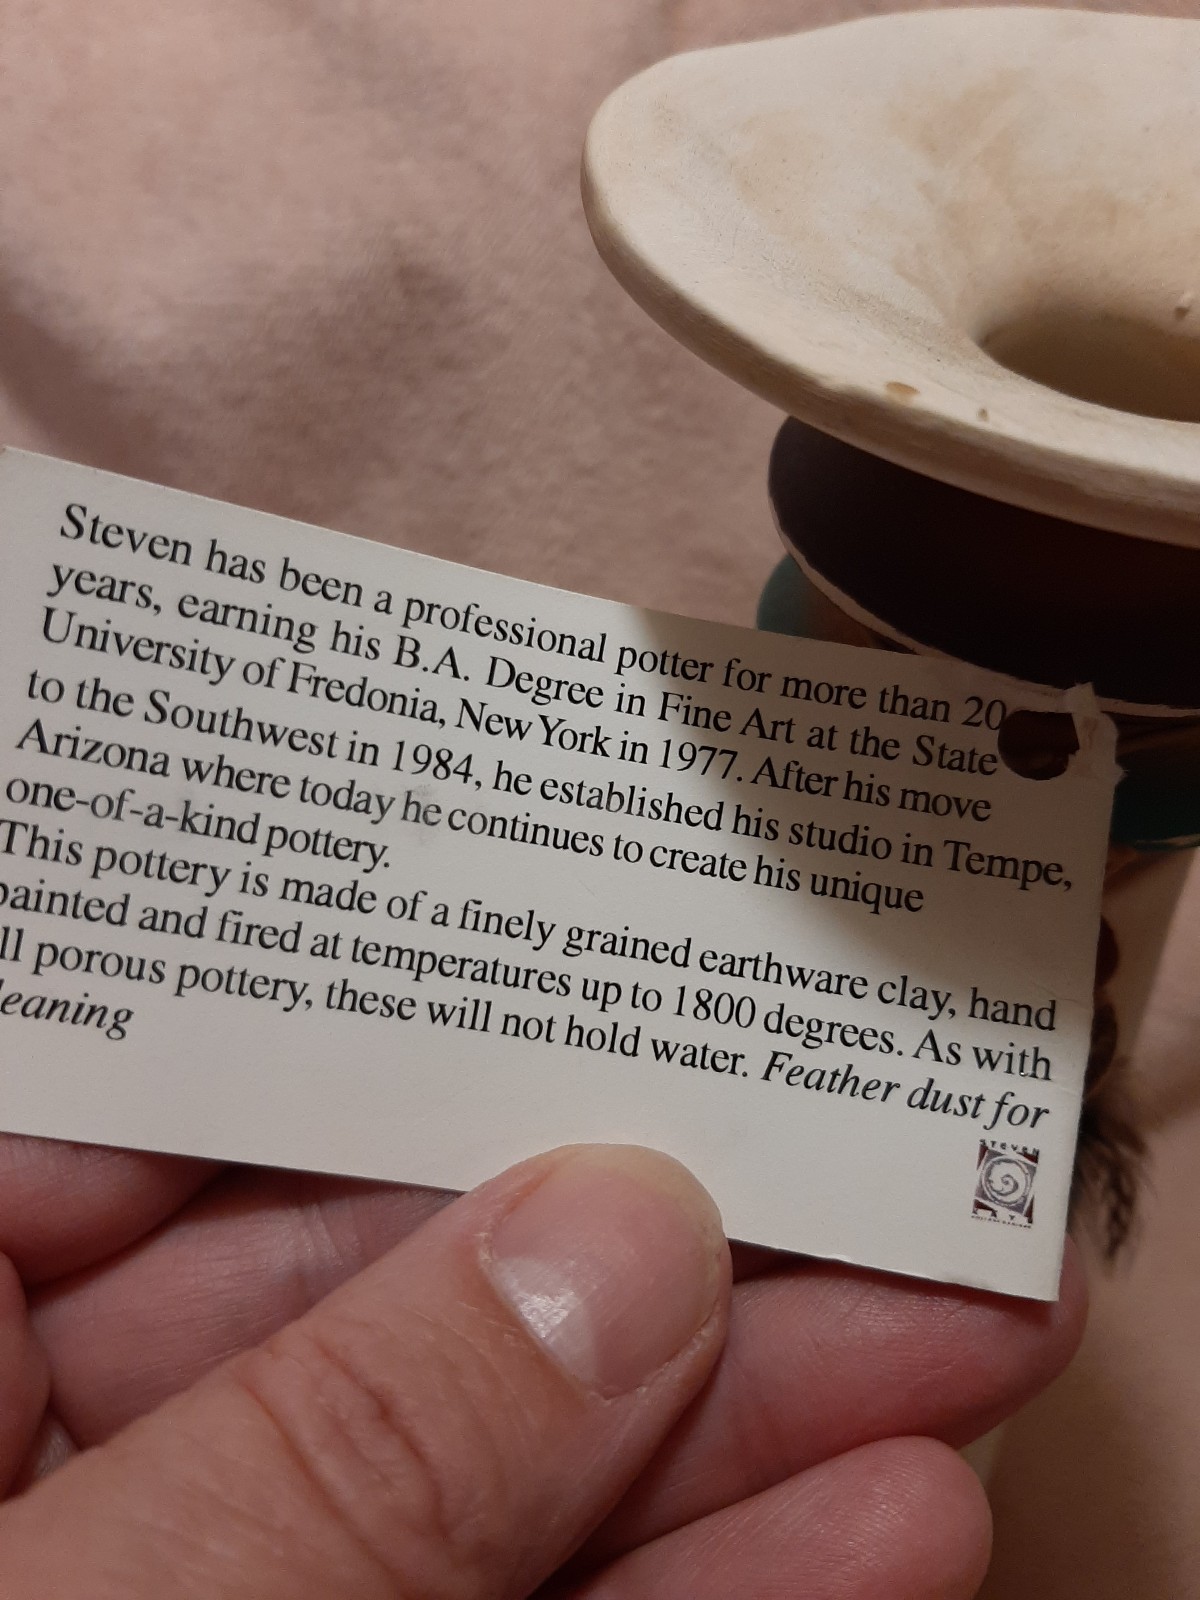 Steven has been a professional potter for more than 20
years, earning his B.A. Degree in Fine Art at the State
University of Fredonia, New York in 1977. After his move
to the Southwest in 1984, he established his studio in Tempe,
Arizona where today he continues to create his unique
one-of-a-kind pottery.
This pottery is made of a finely grained earthware clay, hand
painted and fired at temperatures up to 1800 degrees. As with
ll porous pottery, these will not hold water. Feather dust for
leaning
STEVEN